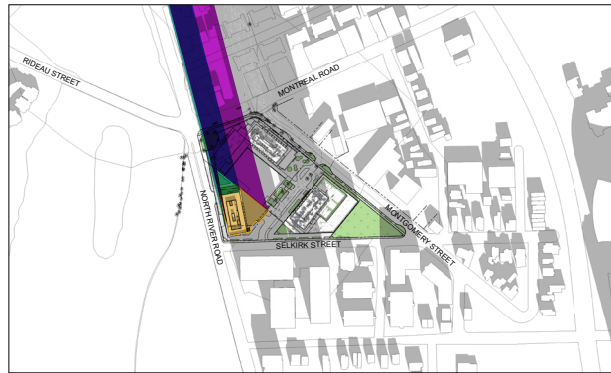 RIDEAU STREET
MONTREAL ROAD
NORTH RIVER ROAD
MONTGOMERY STREET
SELKIRK STREET